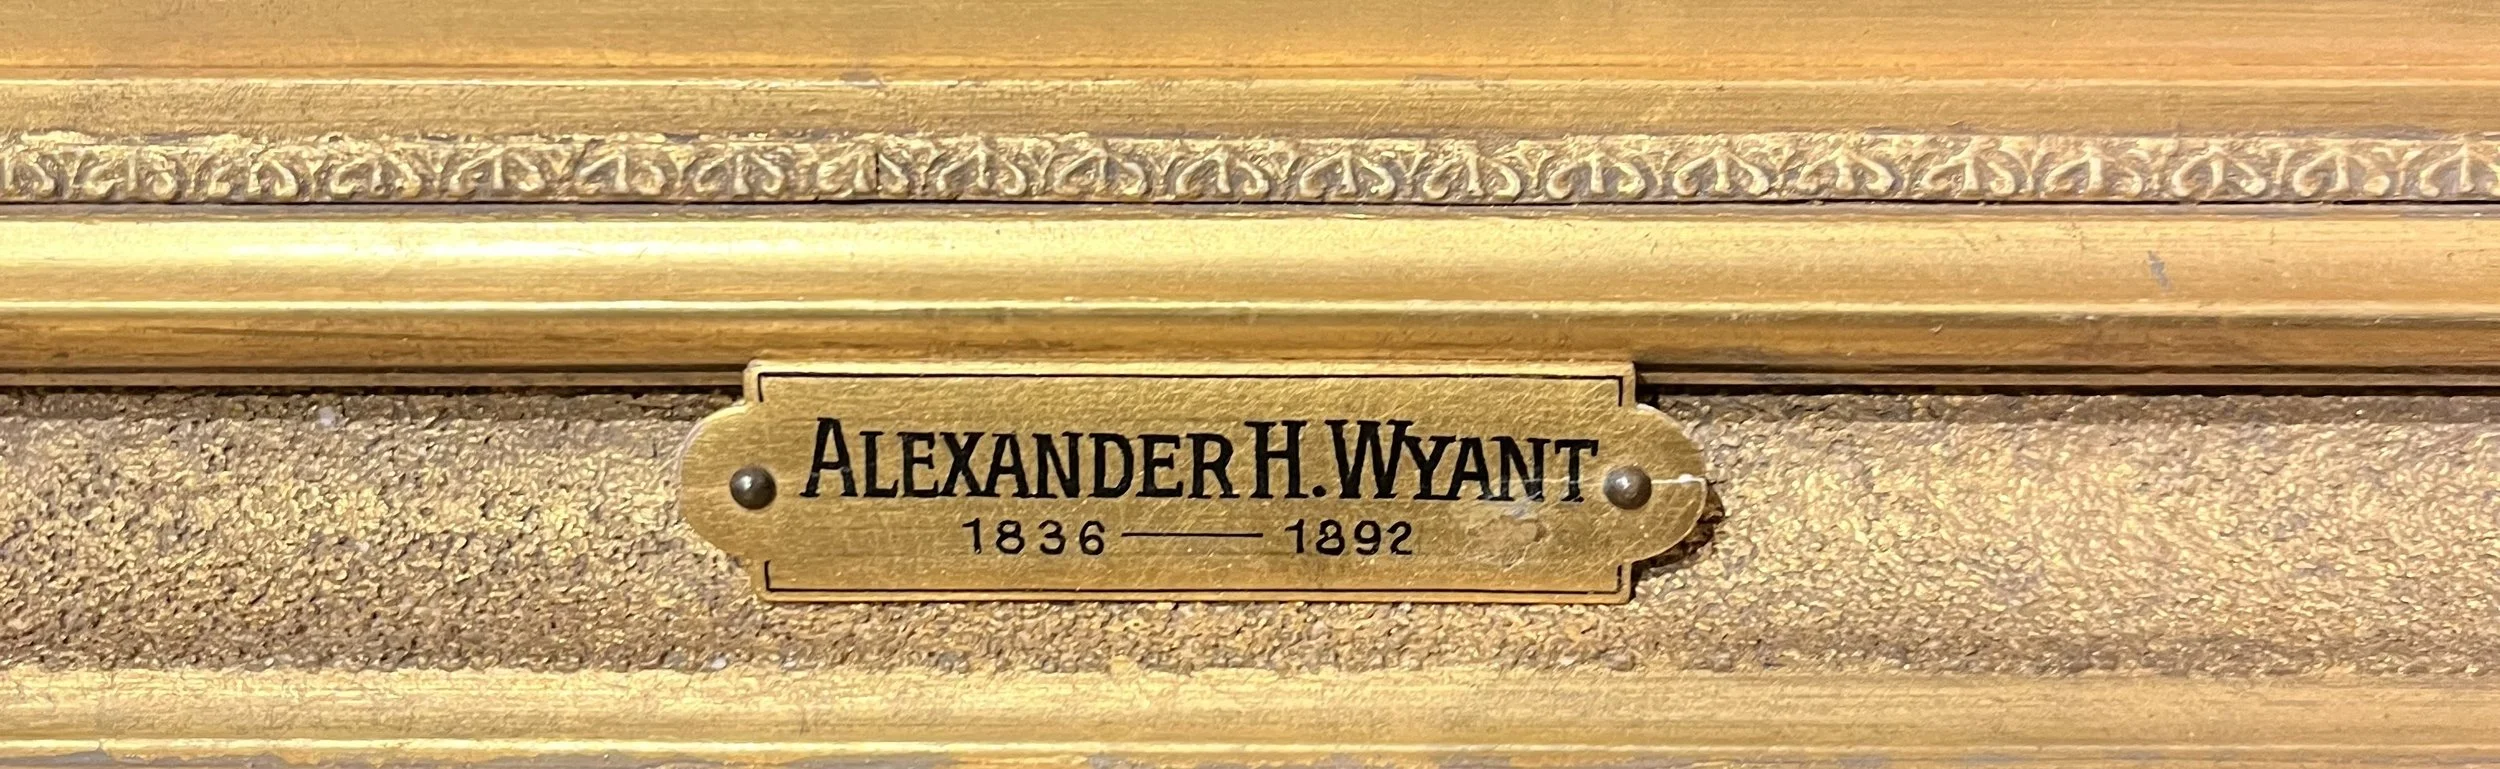 ALEXANDER H. WYANT
1836 — 1892